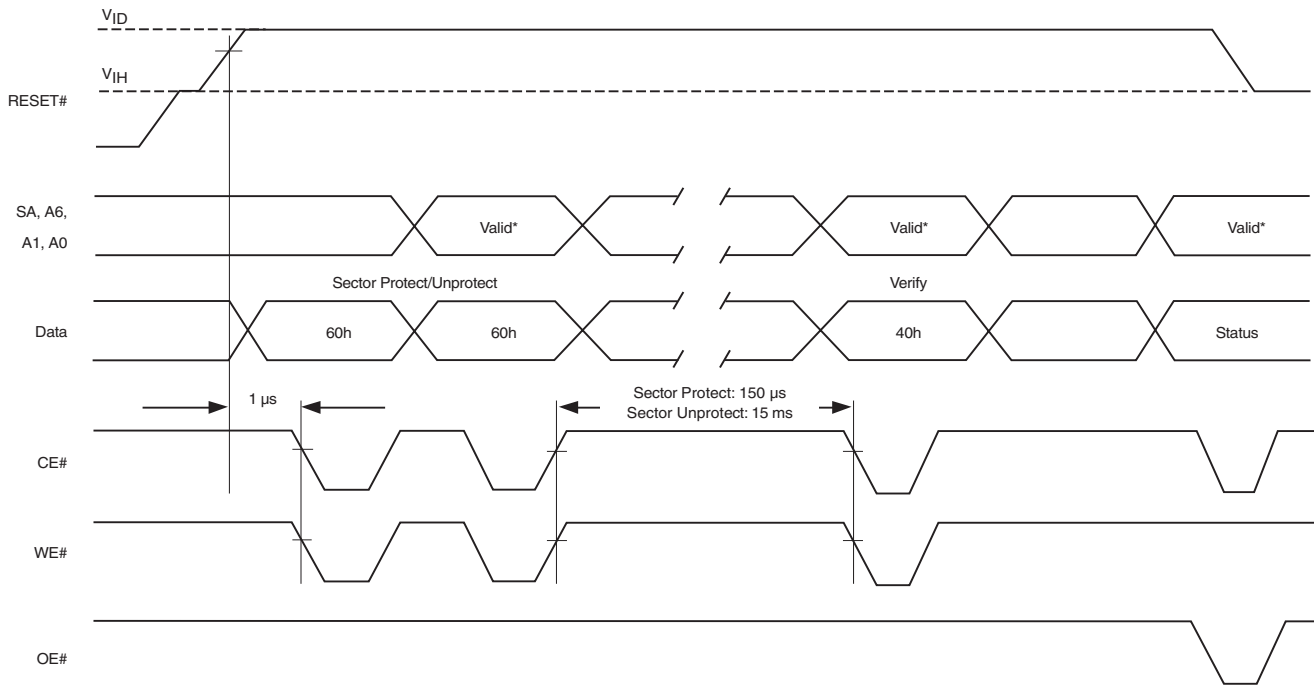 VID
VIH
RESET#
SA, A6,
A1, A0
Valid*
Valid*
Valid*
Sector Protect/Unprotect
Verify
Data
60h
60h
40h
Status
1 µs
Sector Protect: 150 µs
Sector Unprotect: 15 ms
CE#
WE#
OE#